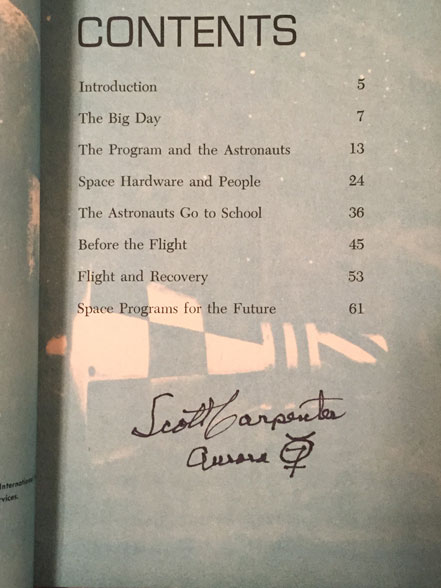 CONTENTS
Introduction 5
The Big Day 7
The Program and the Astronauts 13
Space Hardware and People 24
The Astronauts Go to School 36
Before the Flight 45
Flight and Recovery 53
Space Programs for the Future 61
Scott Carpenter
Aurora 7
International
vices.